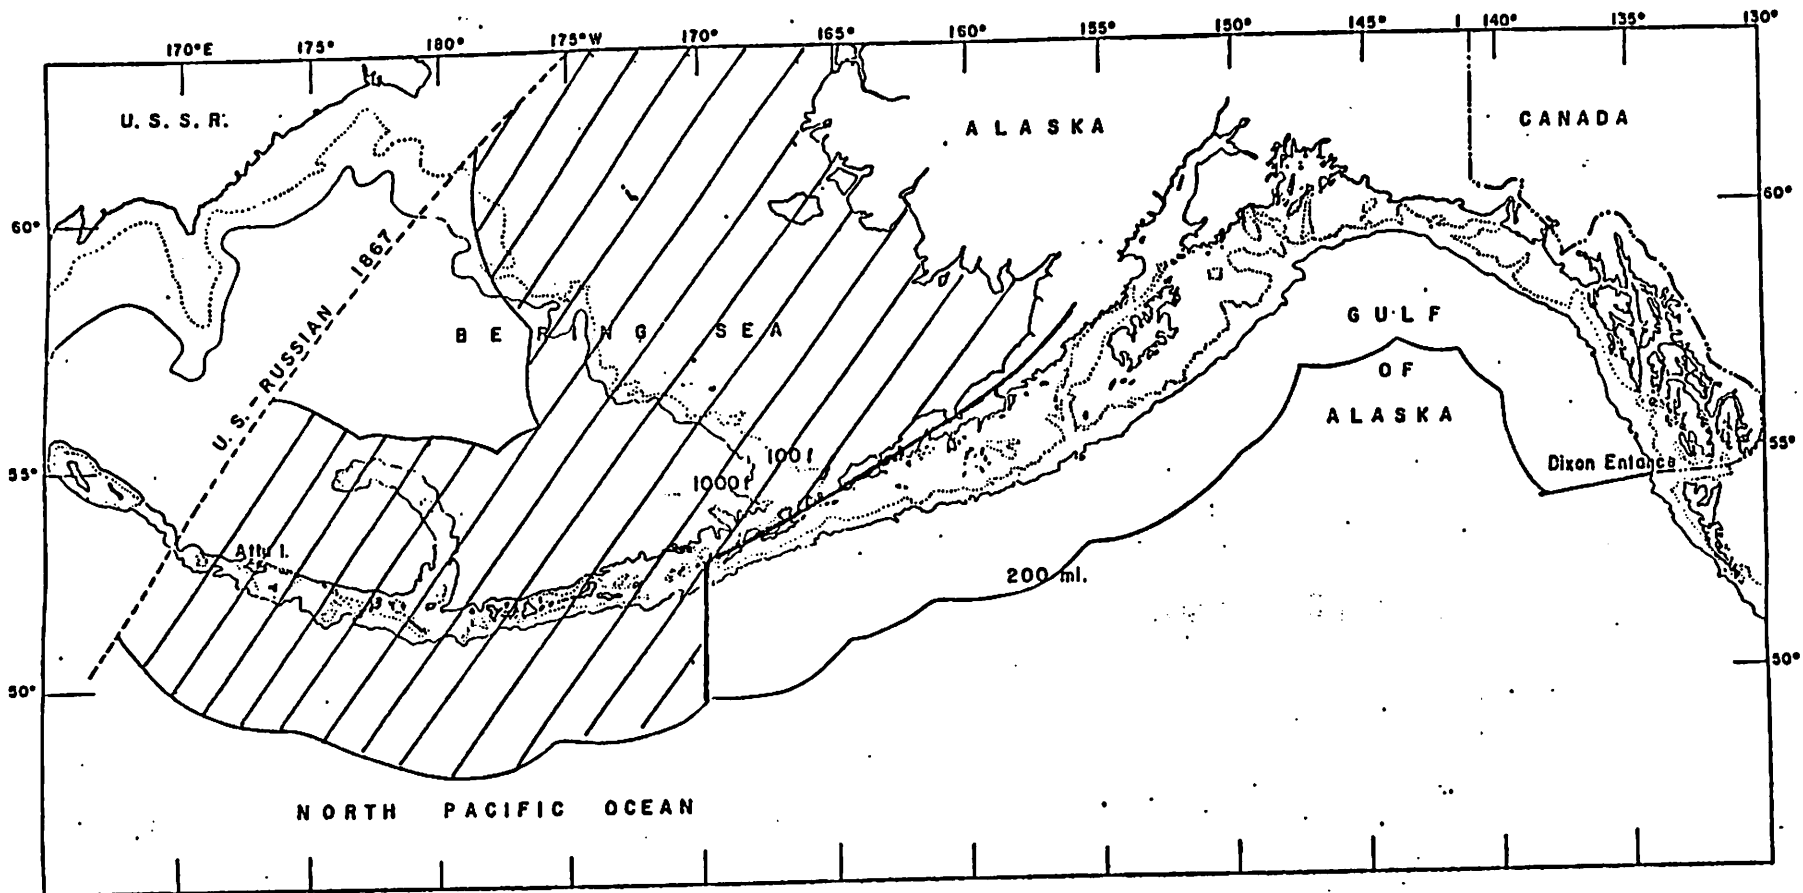 170°E 175° 180° 175°W 170° 165° 160° 155° 150° 145° 140° 135° 130°
U.S.S.R.
ALASKA
CANADA
60°
60°
U.S.-RUSSIAN 1867
BERING SEA
GULF
OF
ALASKA
55°
55°
100 f
1000 f
Dixon Entance
Attu I.
200 mi.
50°
50°
NORTH PACIFIC OCEAN